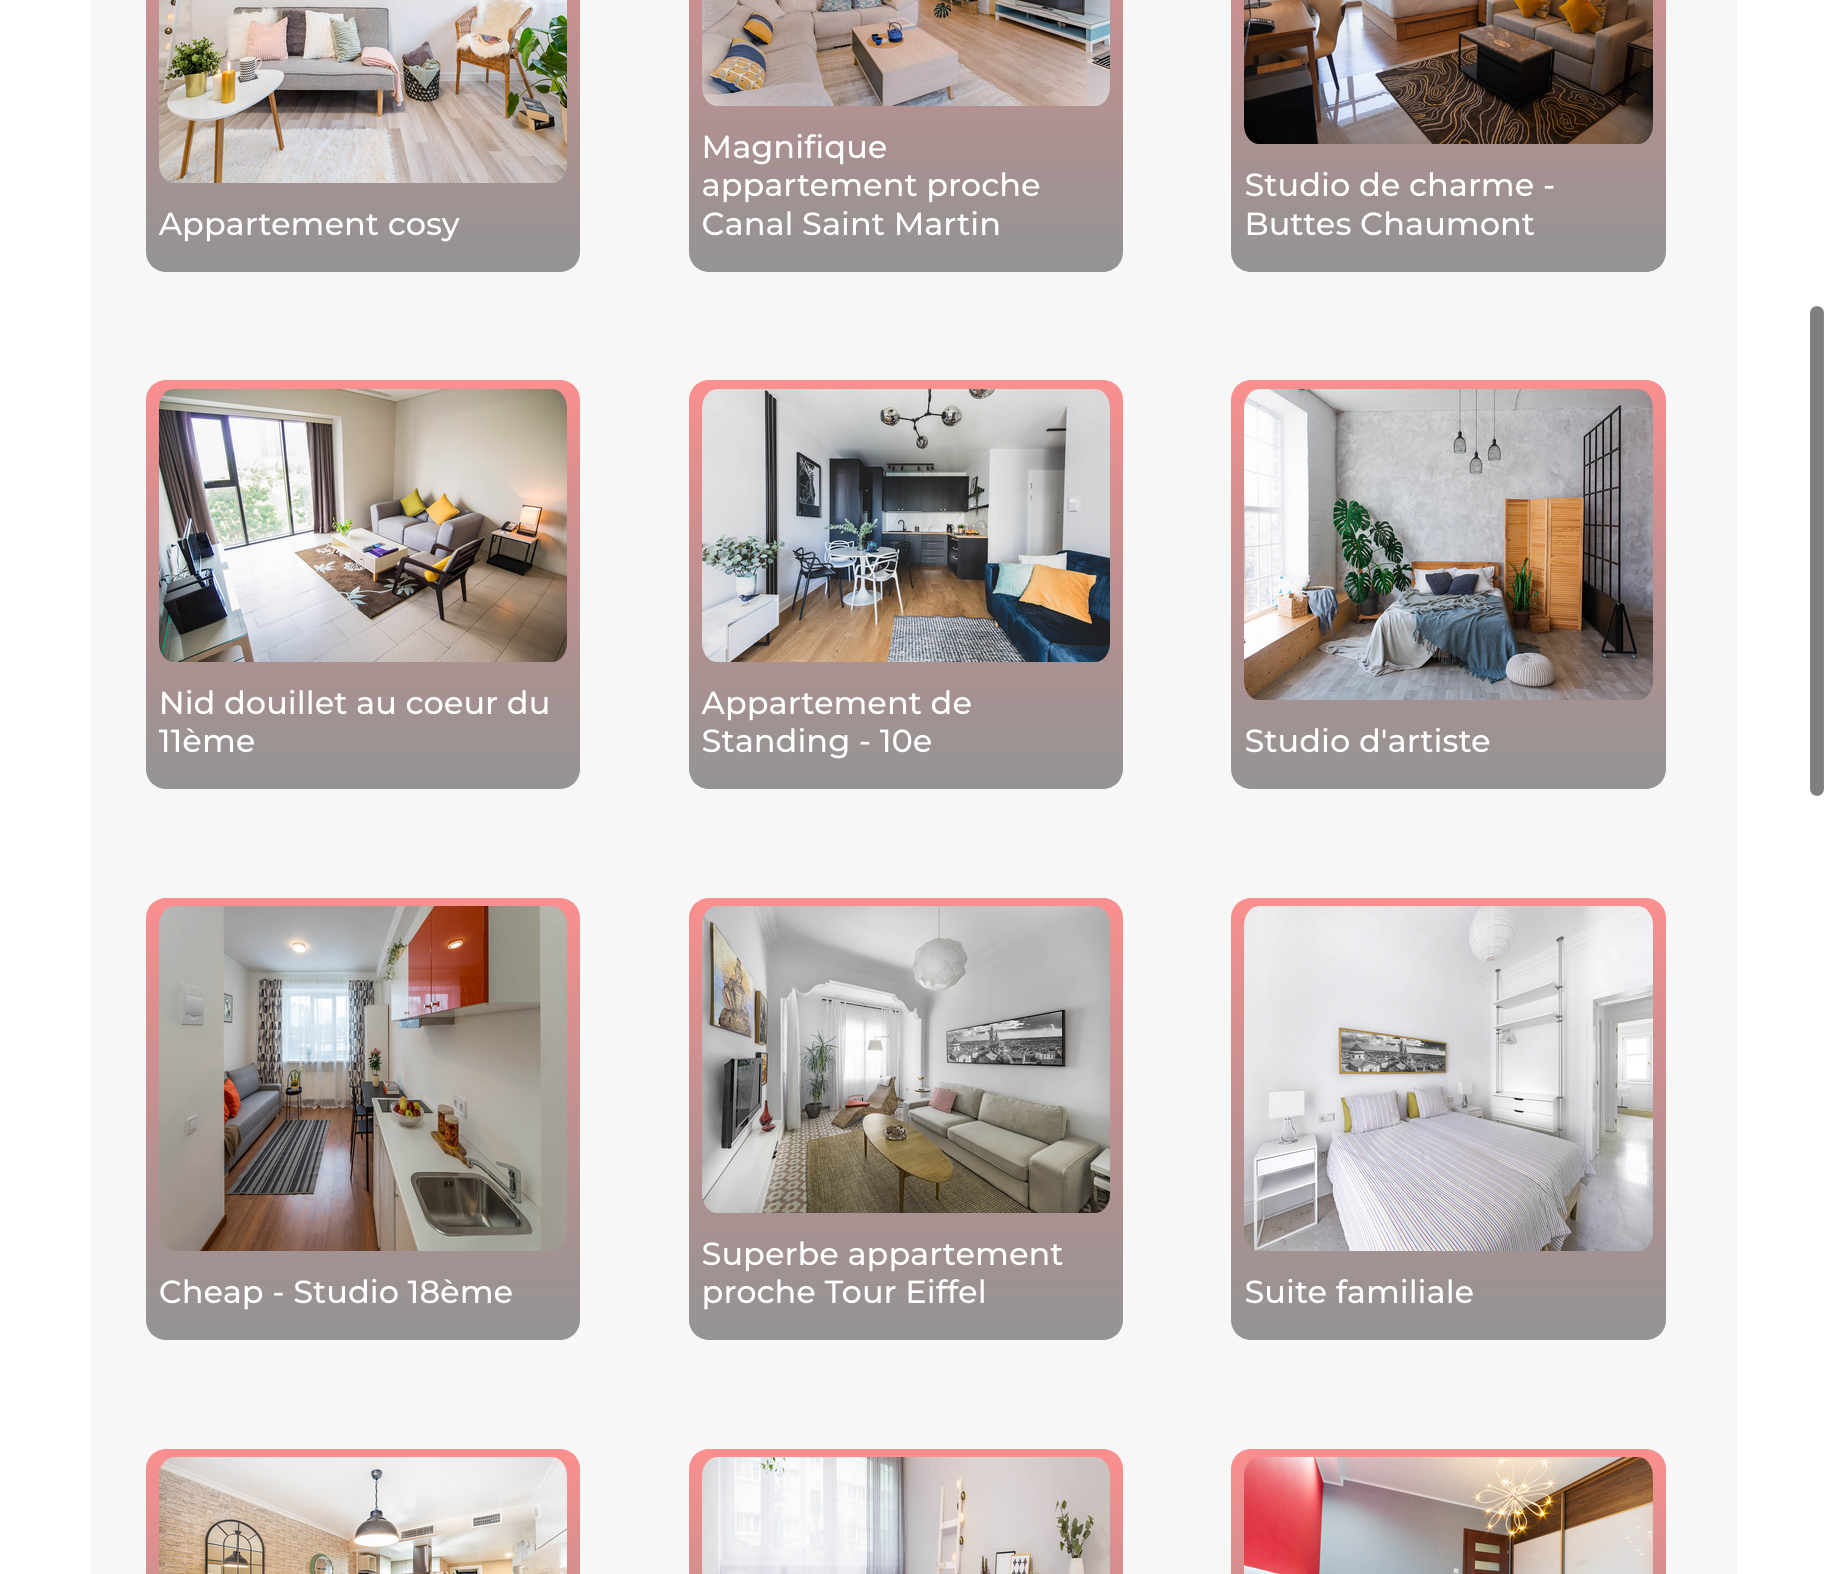 Appartement cosy
Magnifique
appartement proche
Canal Saint Martin
Studio de charme -
Buttes Chaumont
Nid douillet au coeur du
11ème
Appartement de
Standing - 10e
Studio d'artiste
Cheap - Studio 18ème
Superbe appartement
proche Tour Eiffel
Suite familiale